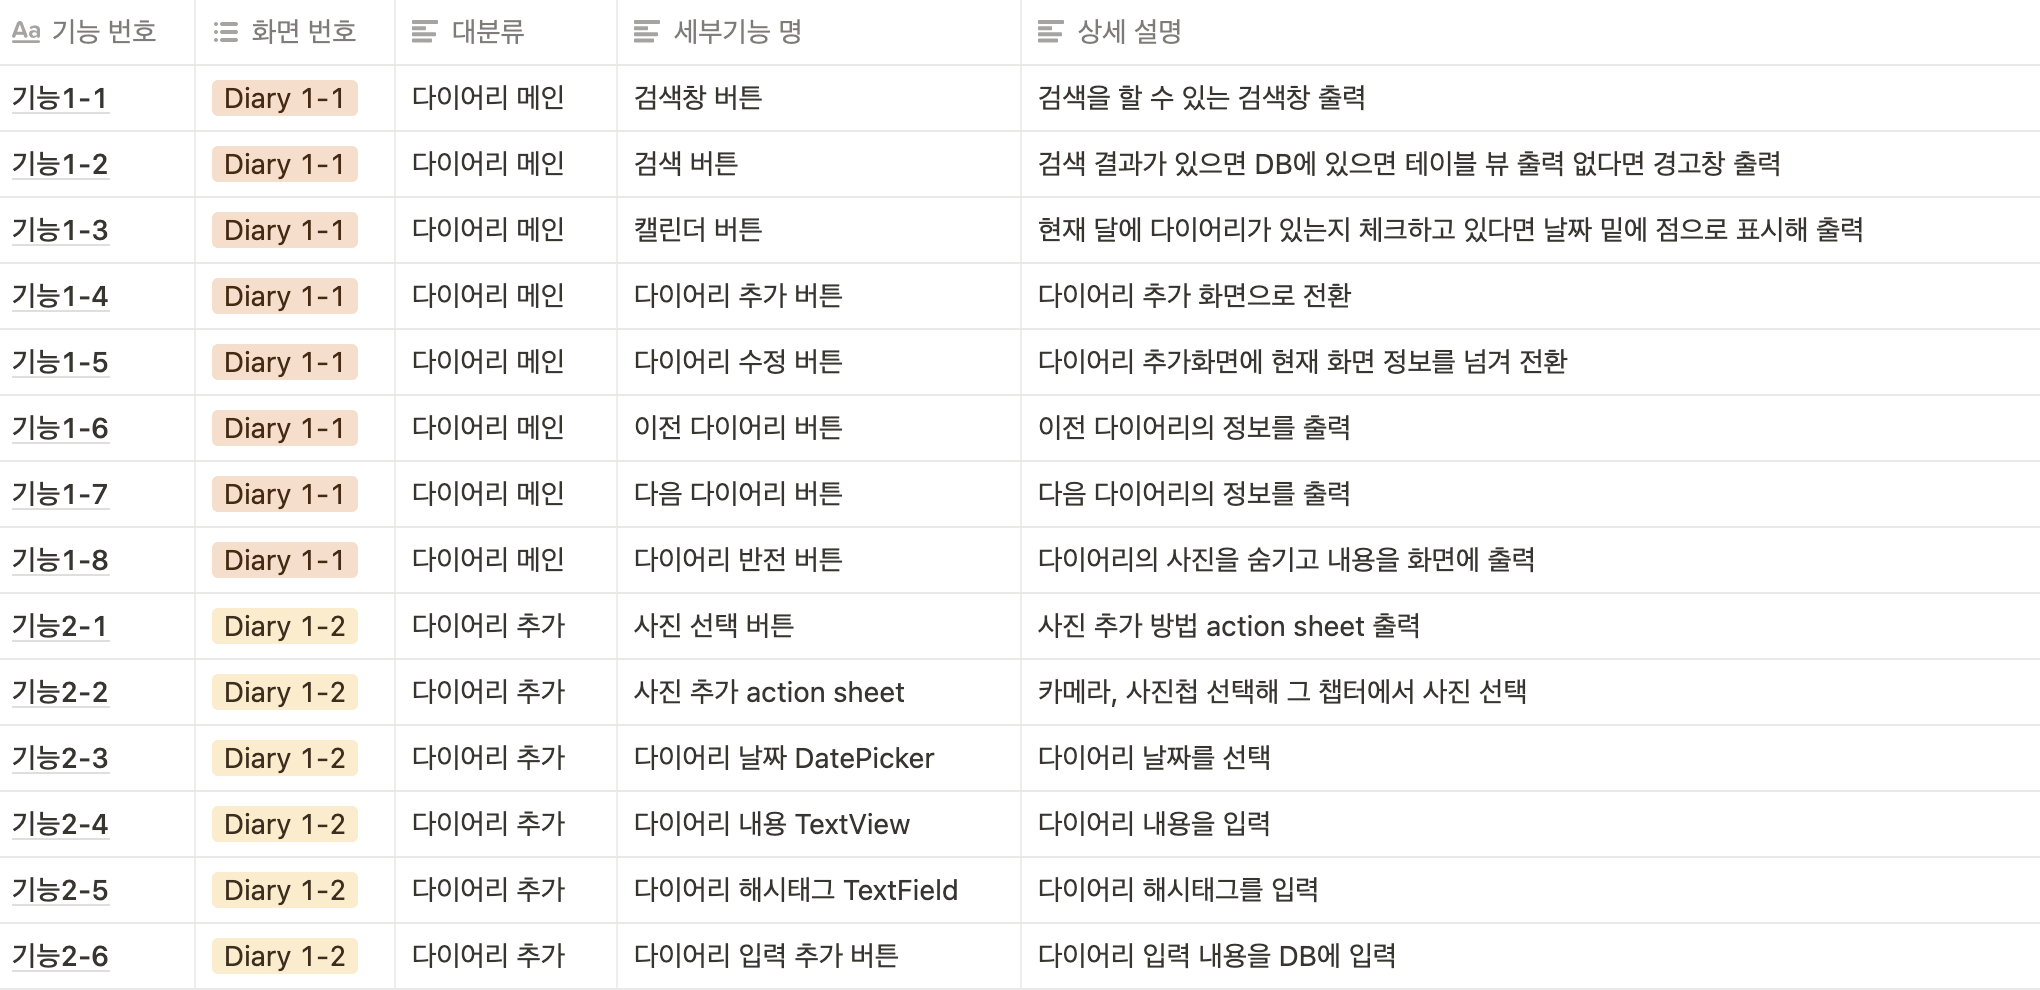 Aa 기능 번호 화면 번호 대분류 세부기능 명 상세 설명
기능1-1 Diary 1-1 다이어리 메인 검색창 버튼 검색을 할 수 있는 검색창 출력
기능1-2 Diary 1-1 다이어리 메인 검색 버튼 검색 결과가 있으면 DB에 있으면 테이블 뷰 출력 없다면 경고창 출력
기능1-3 Diary 1-1 다이어리 메인 캘린더 버튼 현재 달에 다이어리가 있는지 체크하고 있다면 날짜 밑에 점으로 표시해 출력
기능1-4 Diary 1-1 다이어리 메인 다이어리 추가 버튼 다이어리 추가 화면으로 전환
기능1-5 Diary 1-1 다이어리 메인 다이어리 수정 버튼 다이어리 추가화면에 현재 화면 정보를 넘겨 전환
기능1-6 Diary 1-1 다이어리 메인 이전 다이어리 버튼 이전 다이어리의 정보를 출력
기능1-7 Diary 1-1 다이어리 메인 다음 다이어리 버튼 다음 다이어리의 정보를 출력
기능1-8 Diary 1-1 다이어리 메인 다이어리 반전 버튼 다이어리의 사진을 숨기고 내용을 화면에 출력
기능2-1 Diary 1-2 다이어리 추가 사진 선택 버튼 사진 추가 방법 action sheet 출력
기능2-2 Diary 1-2 다이어리 추가 사진 추가 action sheet 카메라, 사진첩 선택해 그 챕터에서 사진 선택
기능2-3 Diary 1-2 다이어리 추가 다이어리 날짜 DatePicker 다이어리 날짜를 선택
기능2-4 Diary 1-2 다이어리 추가 다이어리 내용 TextView 다이어리 내용을 입력
기능2-5 Diary 1-2 다이어리 추가 다이어리 해시태그 TextField 다이어리 해시태그를 입력
기능2-6 Diary 1-2 다이어리 추가 다이어리 입력 추가 버튼 다이어리 입력 내용을 DB에 입력